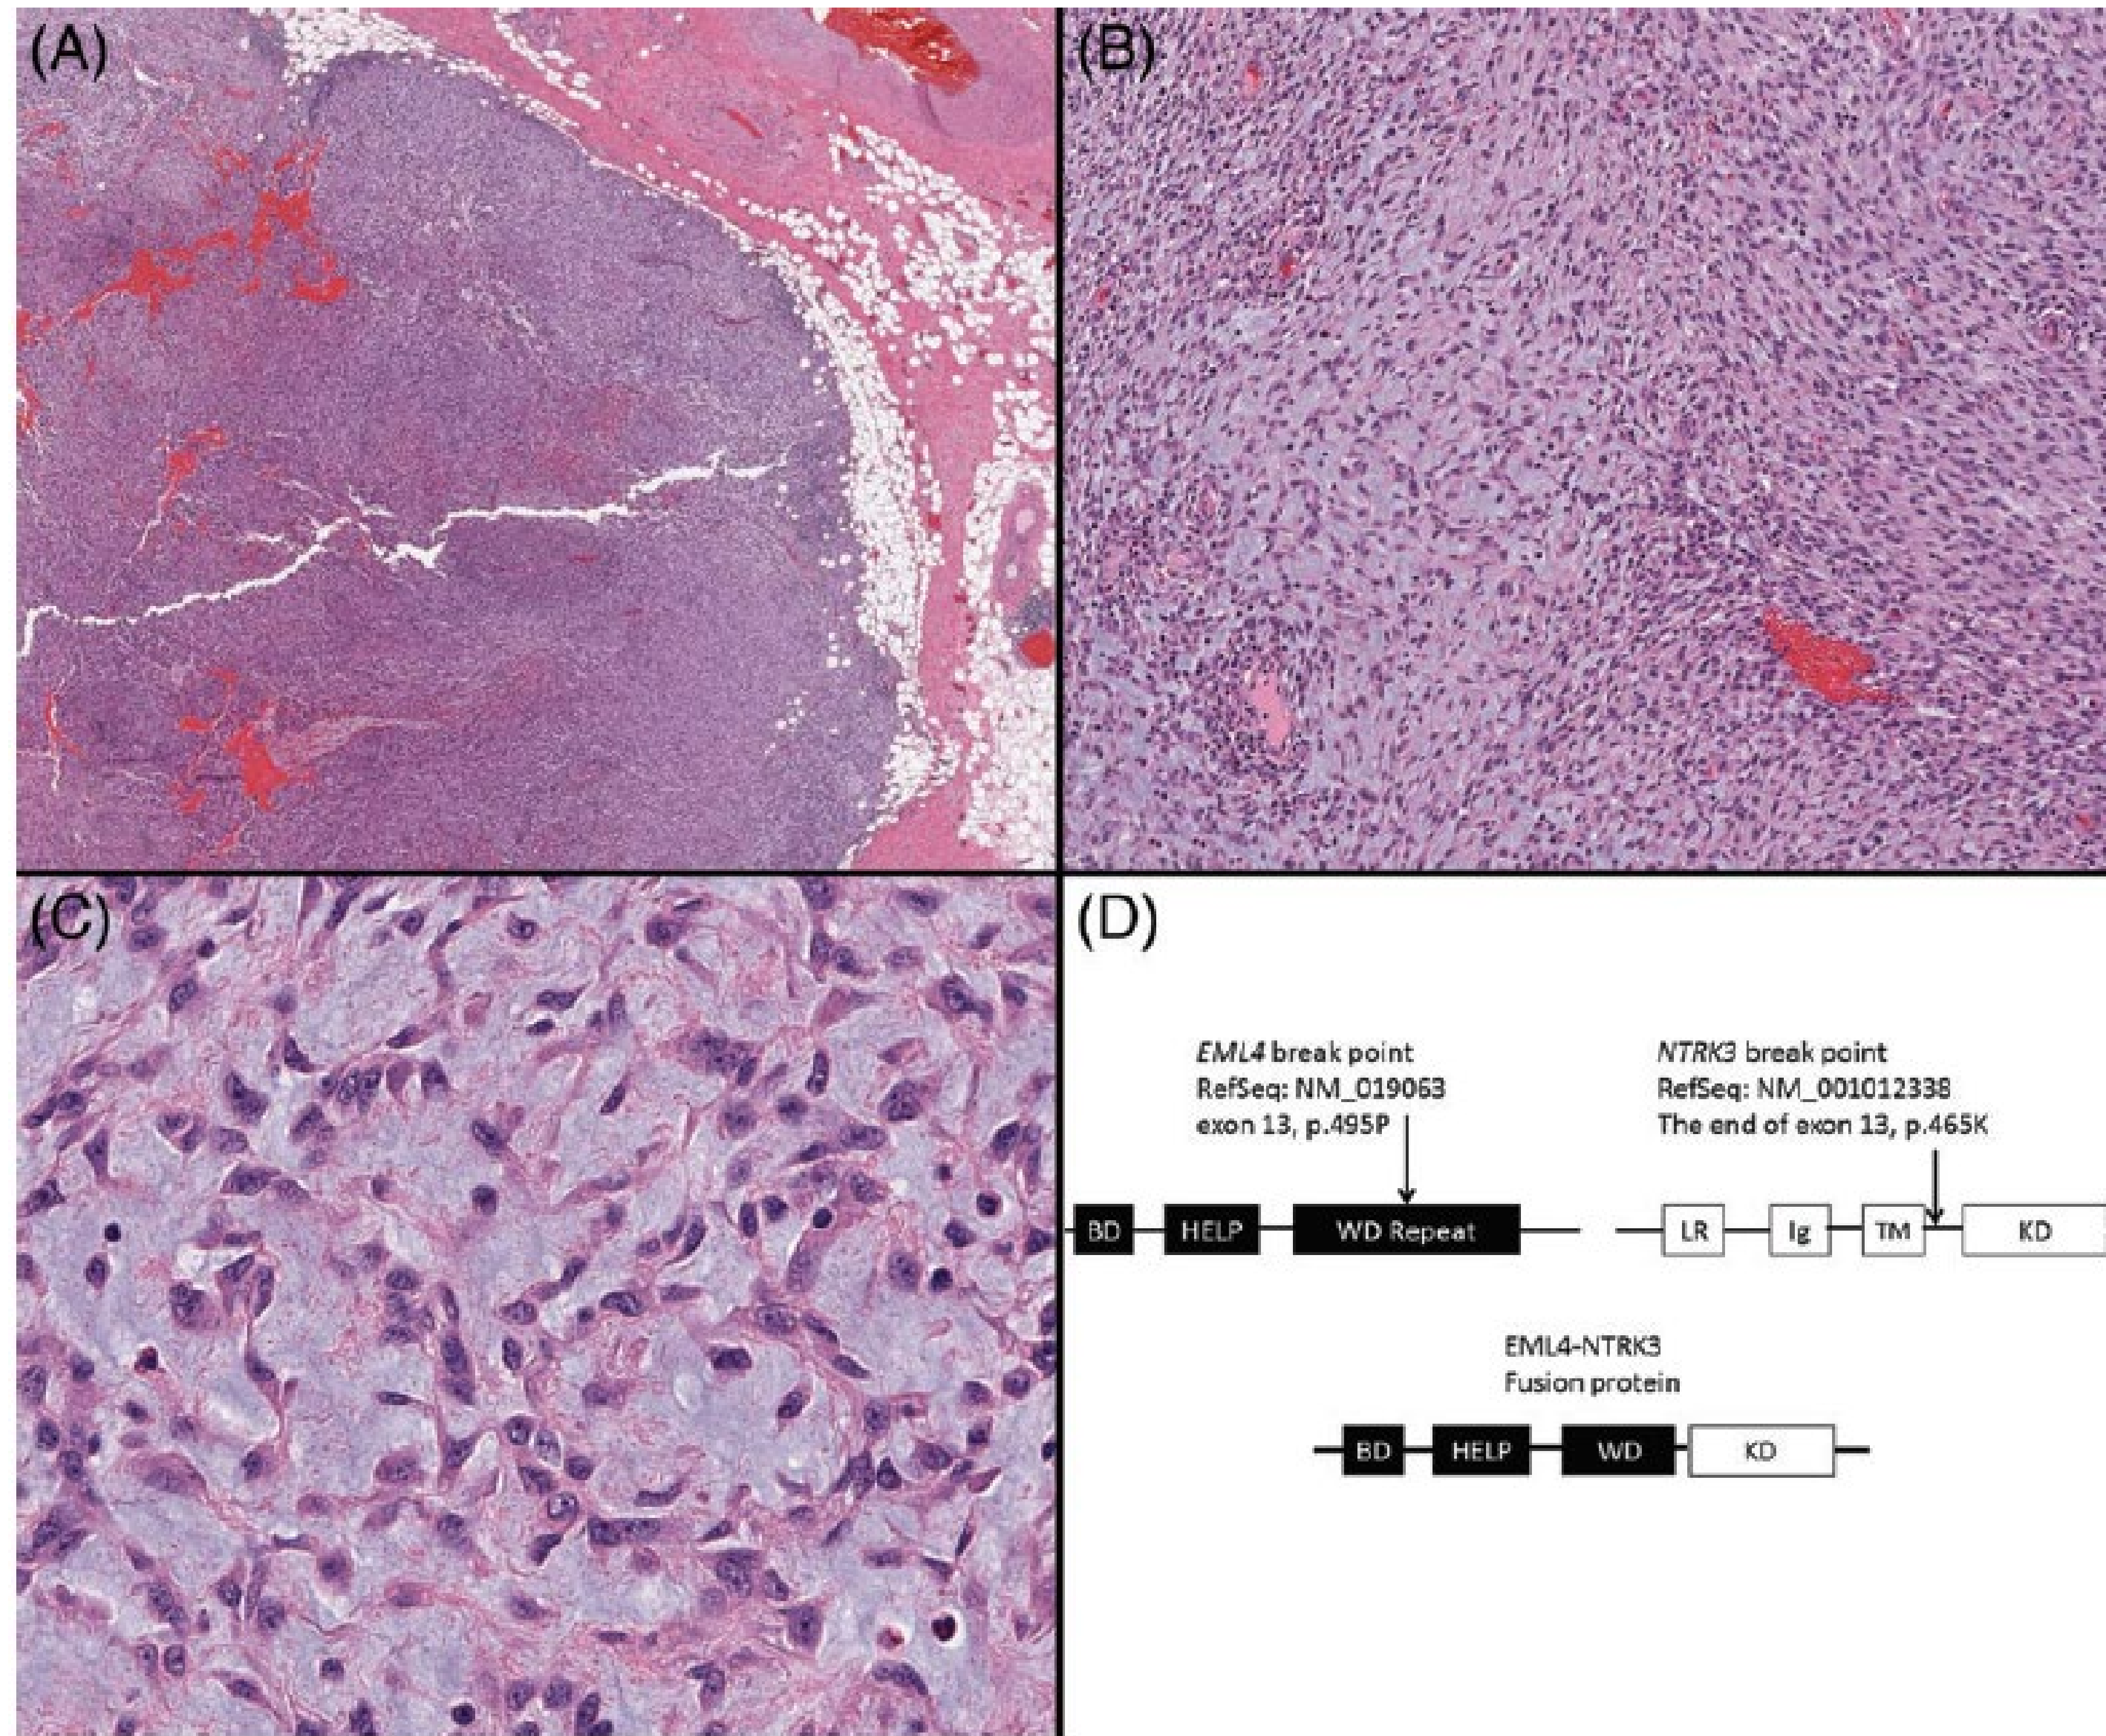 (A)
(B)
(C)
(D)
EML4 break point
RefSeq: NM_019063
exon 13, p.495P
NTRK3 break point
RefSeq: NM_001012338
The end of exon 13, p.465K
BD HELP WD Repeat LR Ig TM KD
EML4-NTRK3
Fusion protein
BD HELP WD KD